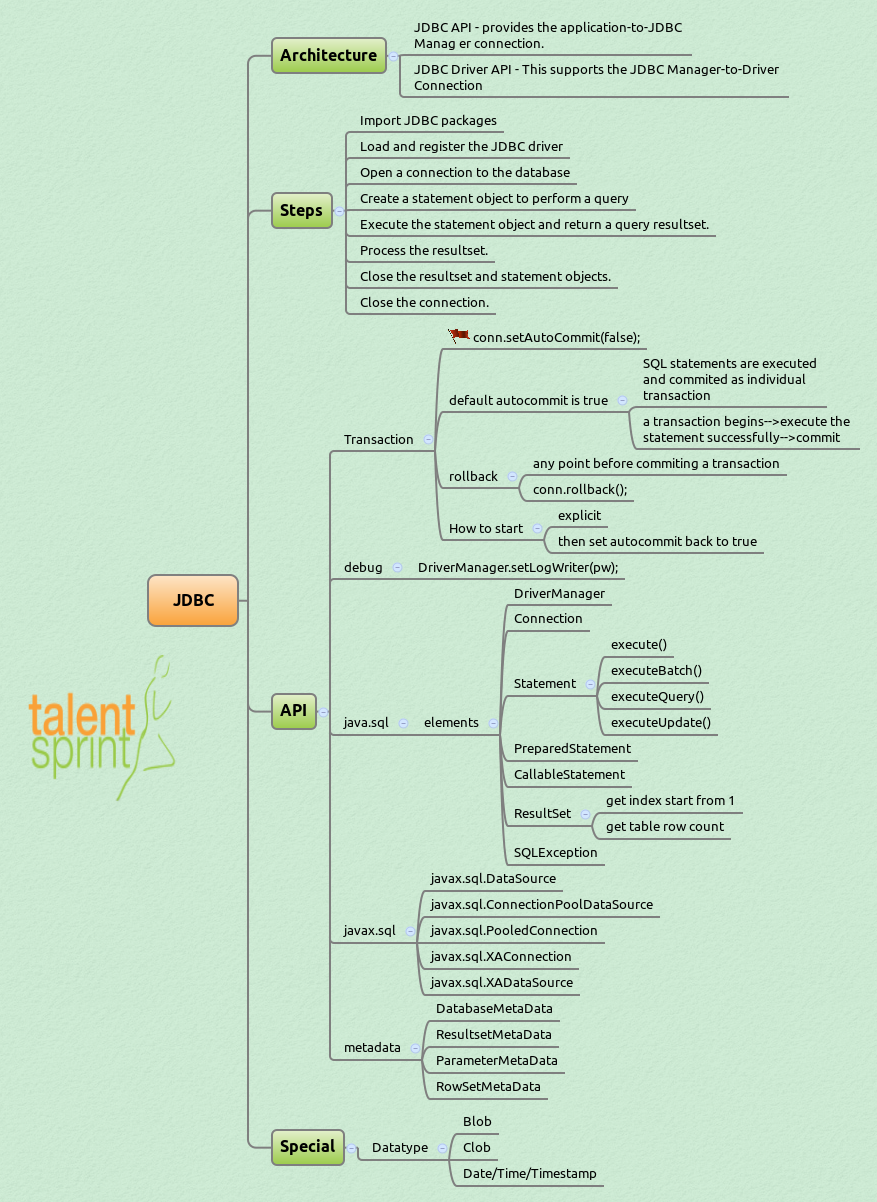 Architecture
JDBC API - provides the application-to-JDBC
Manag er connection.
JDBC Driver API - This supports the JDBC Manager-to-Driver
Connection
Steps
Import JDBC packages
Load and register the JDBC driver
Open a connection to the database
Create a statement object to perform a query
Execute the statement object and return a query resultset.
Process the resultset.
Close the resultset and statement objects.
Close the connection.
JDBC
talent
sprint
API
Transaction
conn.setAutoCommit(false);
default autocommit is true
SQL statements are executed
and commited as individual
transaction
a transaction begins-->execute the
statement successfully-->commit
rollback
any point before commiting a transaction
conn.rollback();
How to start
explicit
then set autocommit back to true
debug
DriverManager.setLogWriter(pw);
java.sql
elements
DriverManager
Connection
Statement
execute()
executeBatch()
executeQuery()
executeUpdate()
PreparedStatement
CallableStatement
ResultSet
get index start from 1
get table row count
SQLException
javax.sql
javax.sql.DataSource
javax.sql.ConnectionPoolDataSource
javax.sql.PooledConnection
javax.sql.XAConnection
javax.sql.XADataSource
metadata
DatabaseMetaData
ResultsetMetaData
ParameterMetaData
RowSetMetaData
Special
Datatype
Blob
Clob
Date/Time/Timestamp